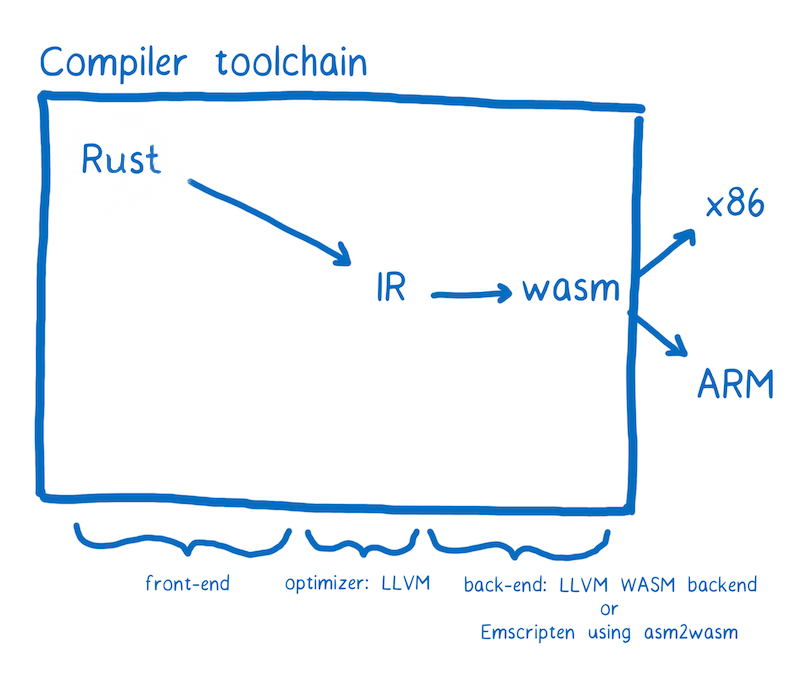 Compiler toolchain
Rust
x86
IR
wasm
ARM
front-end
optimizer: LLVM
back-end: LLVM WASM backend
or
Emscripten using asm2wasm